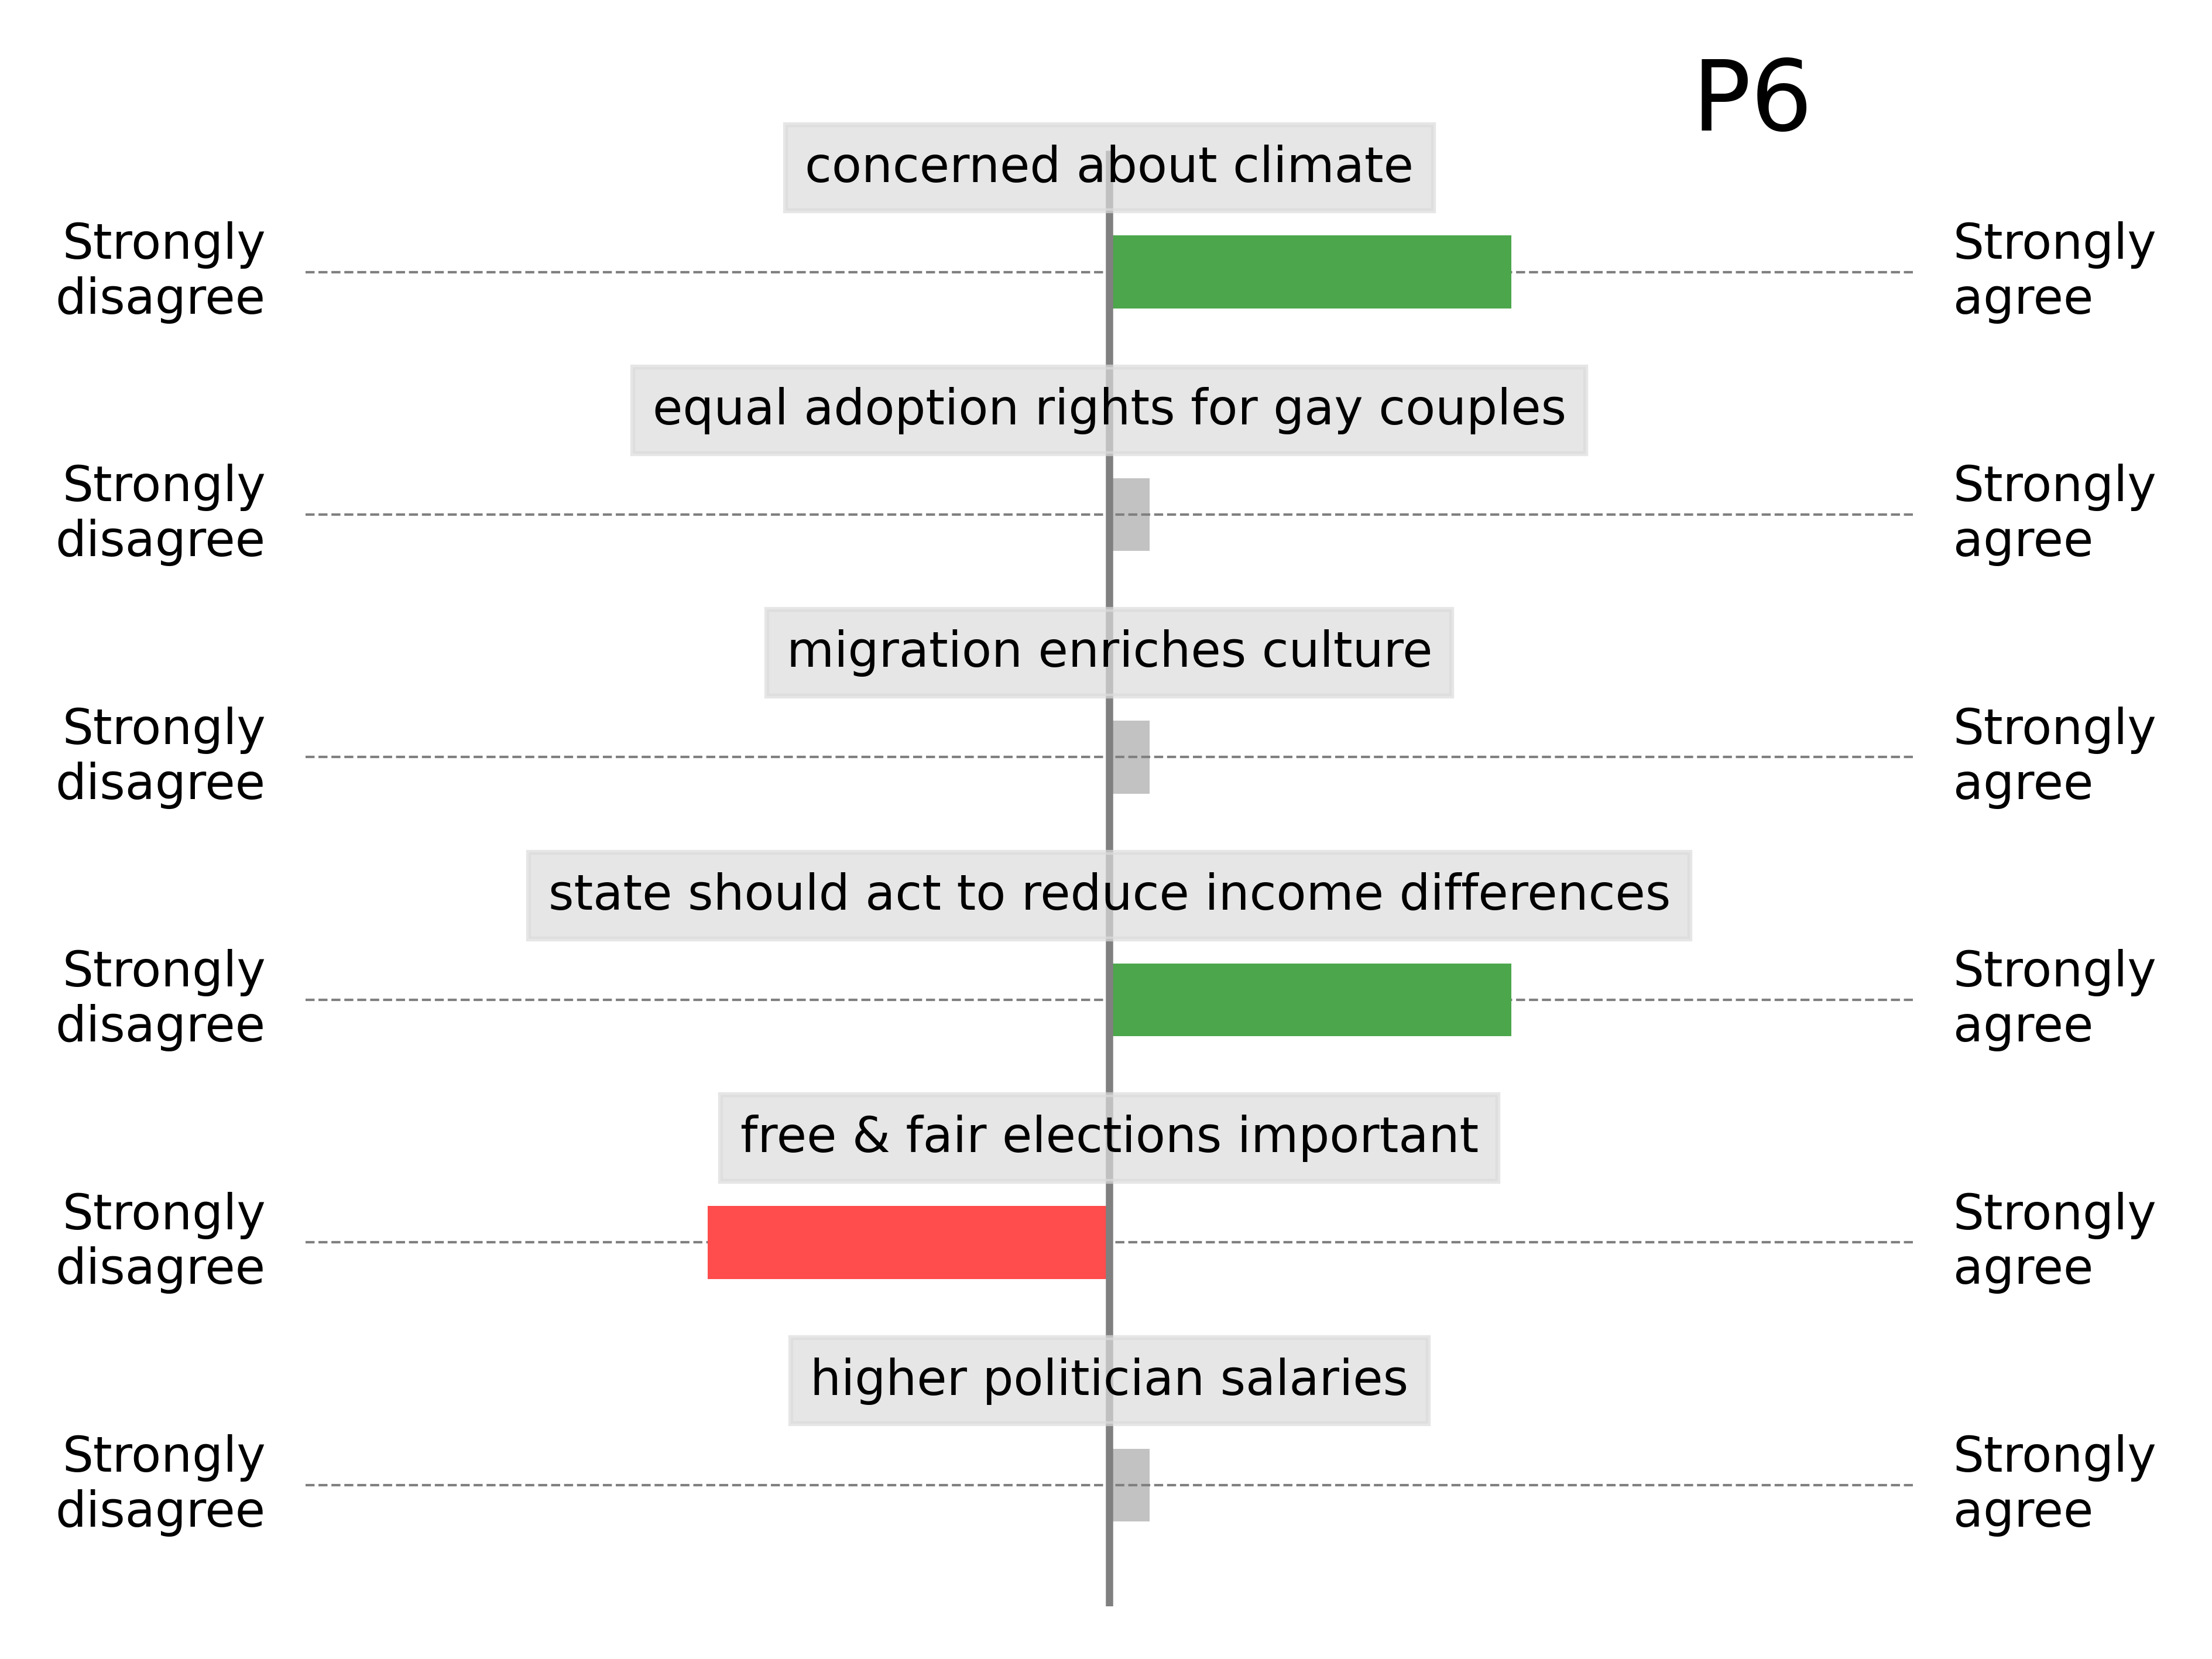 P6
concerned about climate
Strongly
disagree
Strongly
agree
equal adoption rights for gay couples
Strongly
disagree
Strongly
agree
migration enriches culture
Strongly
disagree
Strongly
agree
state should act to reduce income differences
Strongly
disagree
Strongly
agree
free & fair elections important
Strongly
disagree
Strongly
agree
higher politician salaries
Strongly
disagree
Strongly
agree